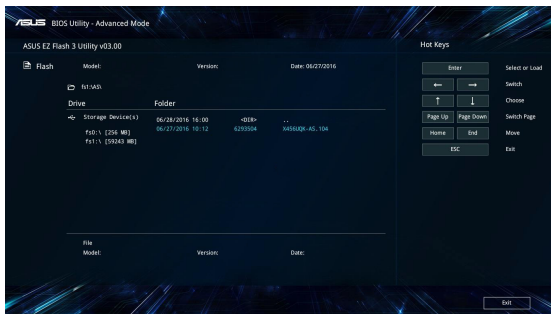 ASUS BIOS Utility - Advanced Mode
ASUS EZ Flash 3 Utility v03.00
Hot Keys
Flash Model: Version: Date: 06/27/2016
fs1:\AS\
Drive Folder
Storage Device(s)
fs0:\ [256 MB]
fs1:\ [59243 MB]
06/28/2016 16:00 <DIR> ..
06/27/2016 10:12 6293504 X456UQK-AS.104
File
Model: Version: Date:
Enter Select or Load
← → Switch
↑ ↓ Choose
Page Up Page Down Switch Page
Home End Move
ESC Exit
Exit